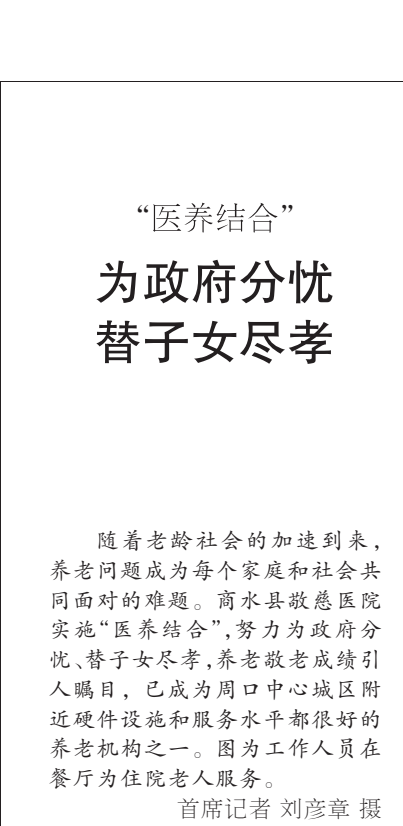 “医养结合”
为政府分忧
替子女尽孝
随着老龄社会的加速到来，
养老问题成为每个家庭和社会共
同面对的难题。商水县敬慈医院
实施“医养结合”，努力为政府分
忧、替子女尽孝，养老敬老成绩引
人瞩目，已成为周口中心城区附
近硬件设施和服务水平都很好的
养老机构之一。图为工作人员在
餐厅为住院老人服务。
首席记者 刘彦章 摄